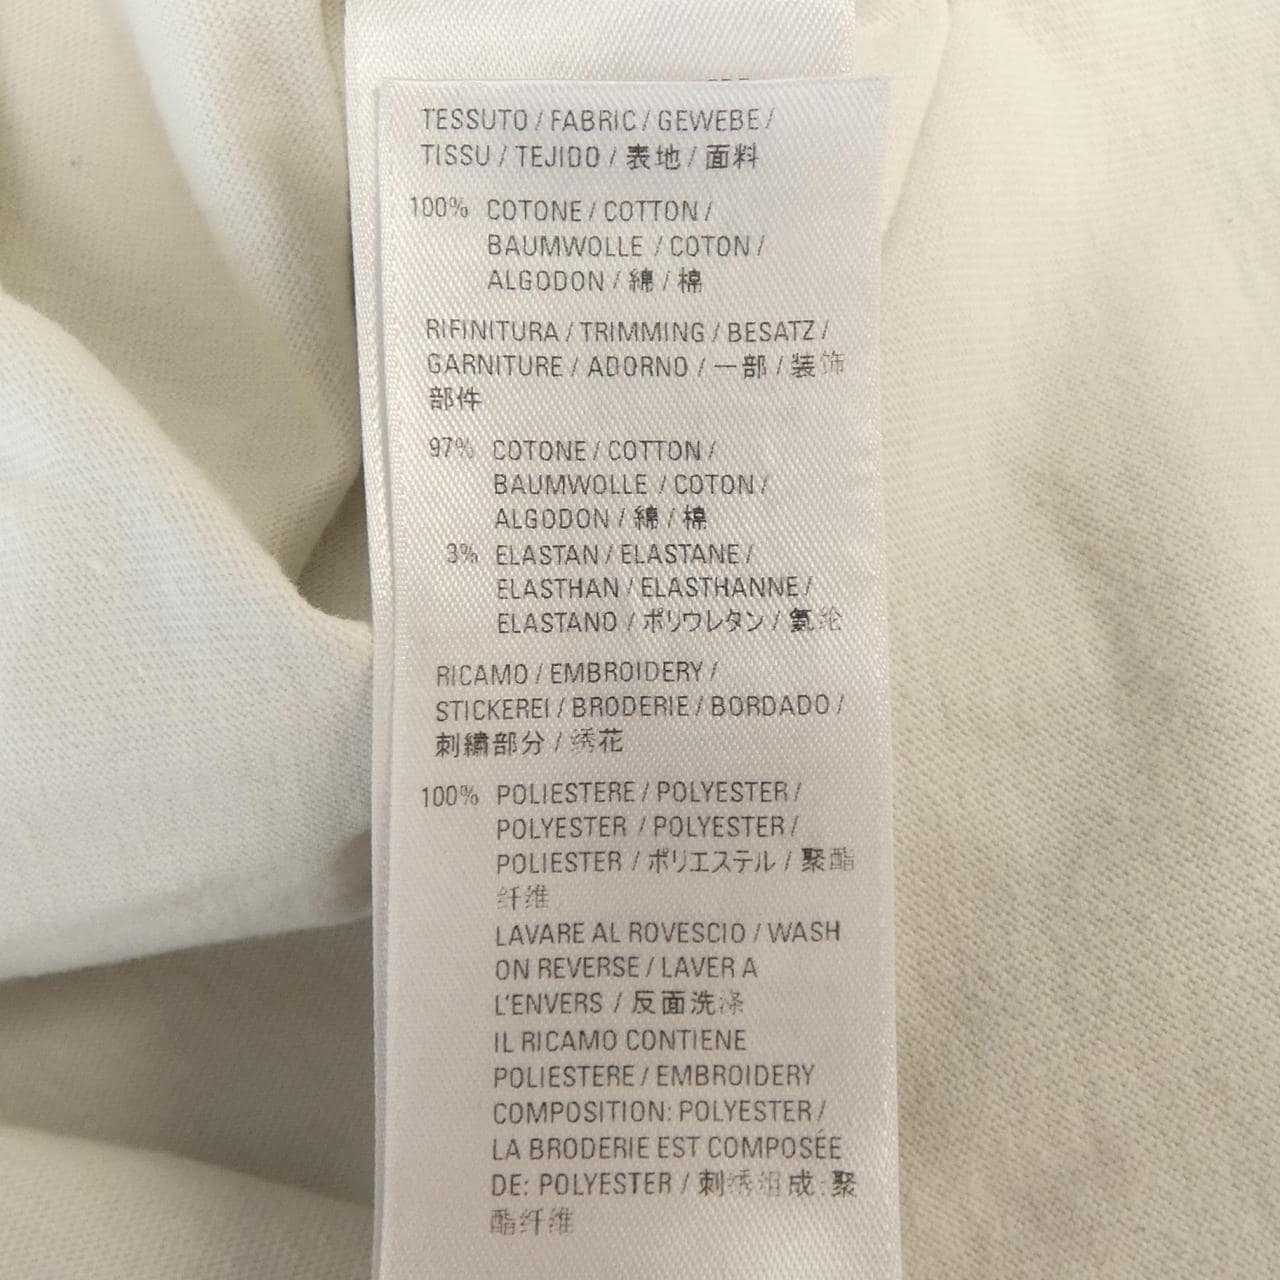 TESSUTO / FABRIC / GEWEBE /
TISSU / TEJIDO / 表地 / 面料
100% COTONE / COTTON /
BAUMWOLLE / COTON /
ALGODON / 綿 / 棉
RIFINITURA / TRIMMING / BESATZ /
GARNITURE / ADORNO / 一部 / 装饰
部件
97% COTONE / COTTON /
BAUMWOLLE / COTON /
ALGODON / 綿 / 棉
3% ELASTAN / ELASTANE /
ELASTHAN / ELASTHANNE /
ELASTANO / ポリウレタン / 氨纶
RICAMO / EMBROIDERY /
STICKEREI / BRODERIE / BORDADO /
刺繍部分 / 绣花
100% POLIESTERE / POLYESTER /
POLYESTER / POLYESTER /
POLIESTER / ポリエステル / 聚酯
纤维
LAVARE AL ROVESCIO / WASH
ON REVERSE / LAVER A
L'ENVERS / 反面洗涤
IL RICAMO CONTIENE
POLIESTERE / EMBROIDERY
COMPOSITION: POLYESTER /
LA BRODERIE EST COMPOSÉE
DE: POLYESTER / 刺绣组成:聚
酯纤维